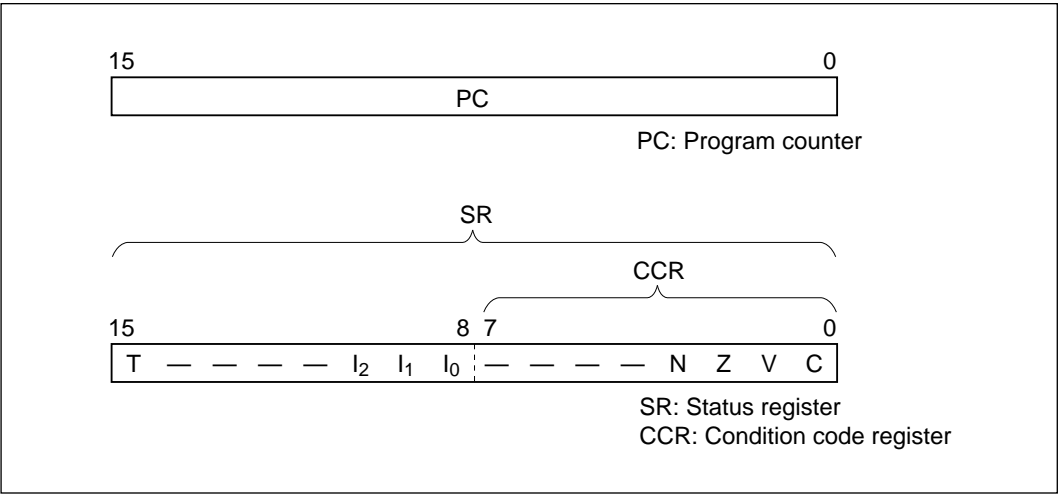 15 0
PC
PC: Program counter
SR
CCR
15 8 7 0
T — — — — I₂ I₁ I₀ — — — — N Z V C
SR: Status register
CCR: Condition code register